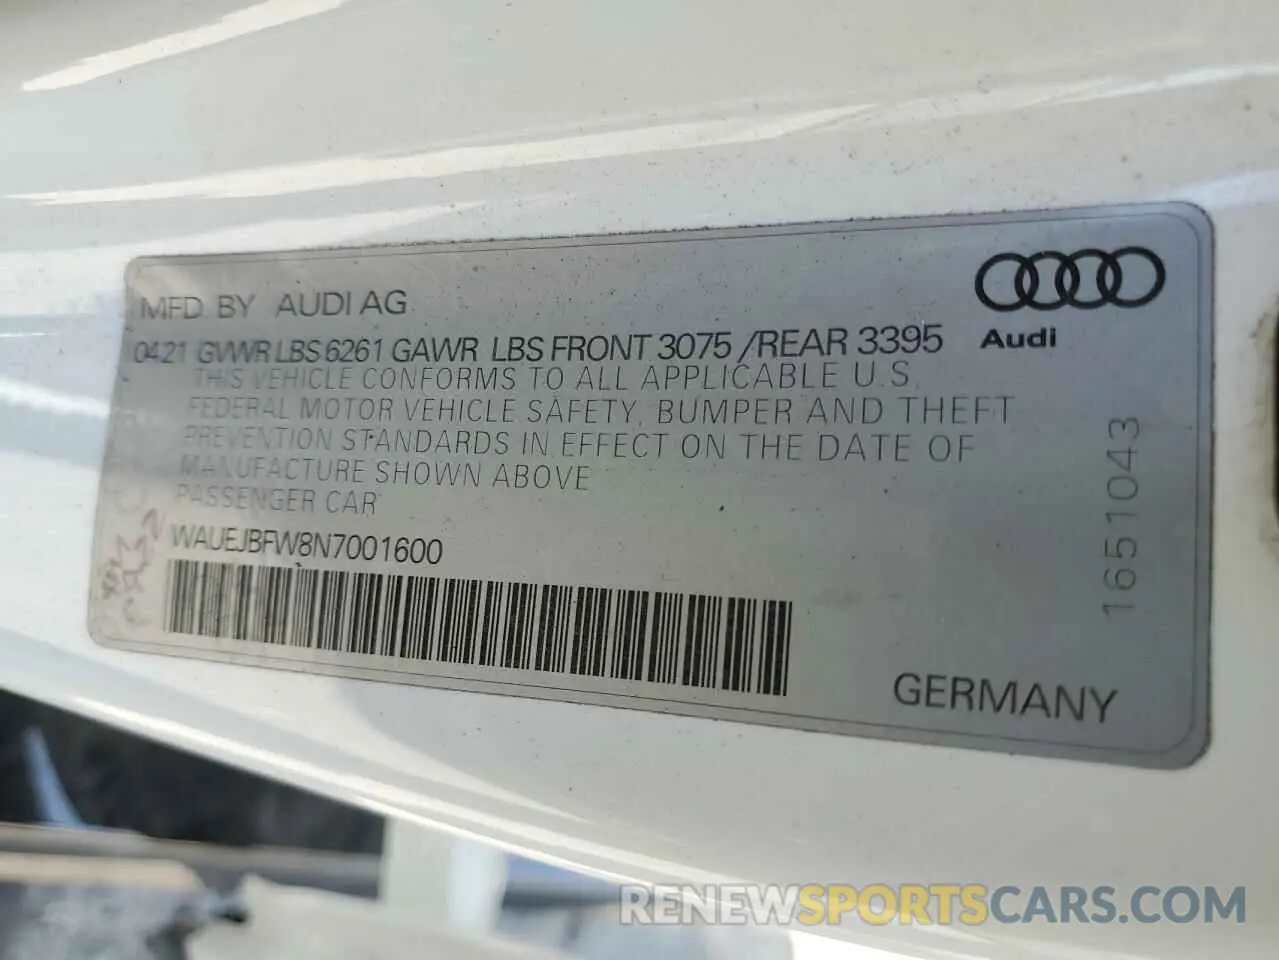 MFD. BY AUDI AG
0421 GVWR LBS 6261 GAWR LBS FRONT 3075 /REAR 3395
THIS VEHICLE CONFORMS TO ALL APPLICABLE U.S.
FEDERAL MOTOR VEHICLE SAFETY, BUMPER AND THEFT
PREVENTION STANDARDS IN EFFECT ON THE DATE OF
MANUFACTURE SHOWN ABOVE
PASSENGER CAR
WAUEJBFW8N7001600
Audi
1651043
GERMANY
RENEWSPORTSCARS.COM